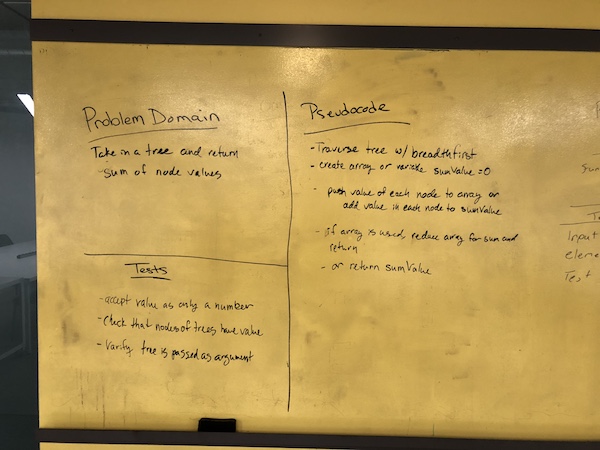 Problem Domain
Take in a tree and return
sum of node values
Tests
- accept value as only a number
- Check that nodes of trees have value
- Varify tree is passed as argument
Pseudocode
- Traverse tree w/ breadthfirst
- create array or variable sumValue = 0
- push value of each node to array or
add value in each node to sumValue
- if array is used, reduce array for sum and
return
- or return sumValue
Input
eleme
Test